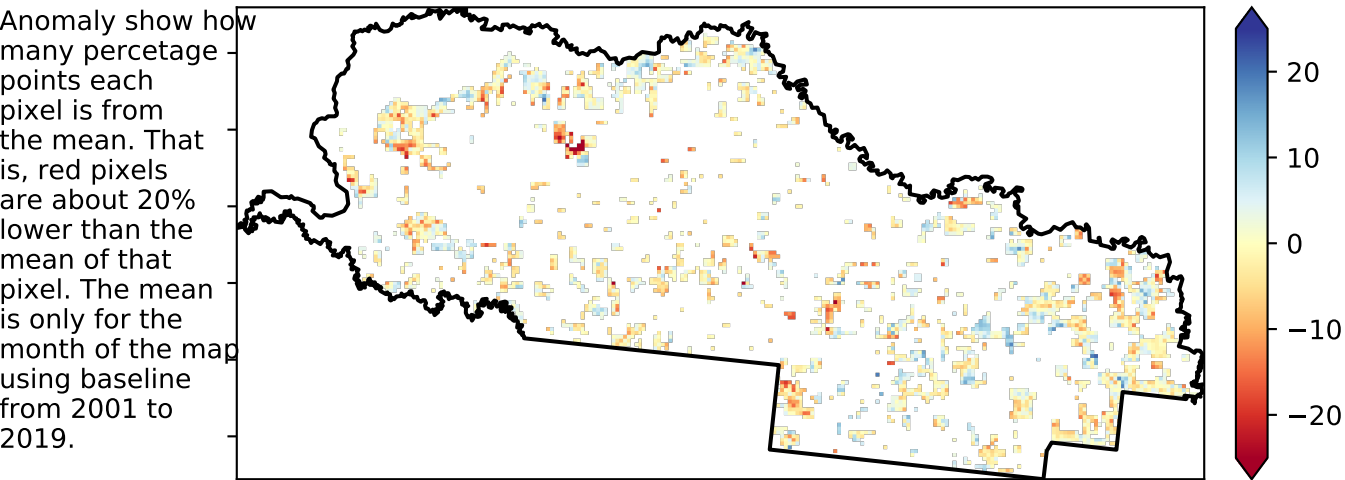 Anomaly show how
many percetage
points each
pixel is from
the mean. That
is, red pixels
are about 20%
lower than the
mean of that
pixel. The mean
is only for the
month of the map
using baseline
from 2001 to
2019.
20
10
0
−10
−20